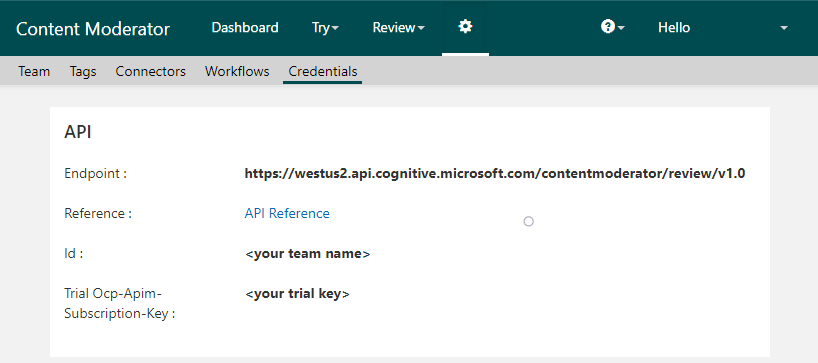 Content Moderator Dashboard Try Review Hello
Team Tags Connectors Workflows Credentials
API
Endpoint : https://westus2.api.cognitive.microsoft.com/contentmoderator/review/v1.0
Reference : API Reference
Id : <your team name>
Trial Ocp-Apim- <your trial key>
Subscription-Key :